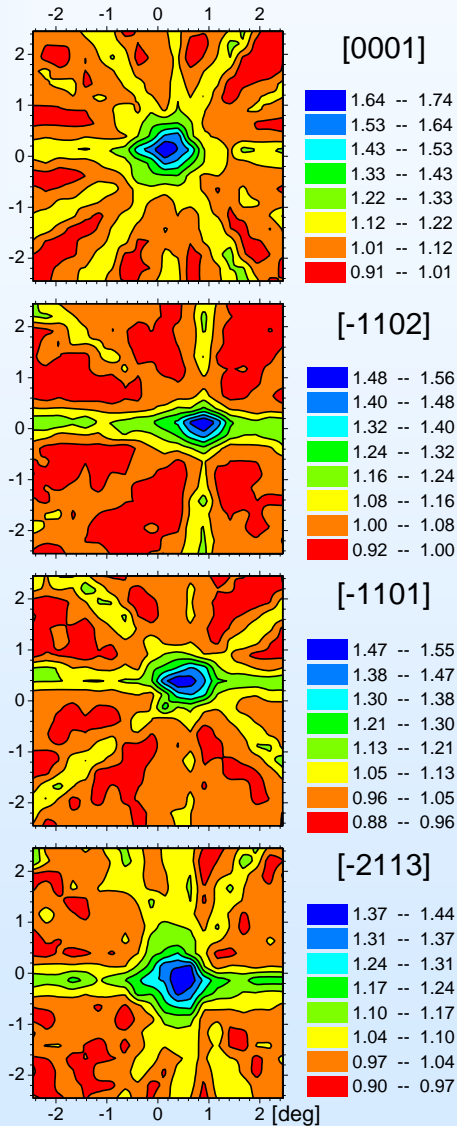 -2 -1 0 1 2
[0001]
2
1
0
-1
-2
1.64 -- 1.74
1.53 -- 1.64
1.43 -- 1.53
1.33 -- 1.43
1.22 -- 1.33
1.12 -- 1.22
1.01 -- 1.12
0.91 -- 1.01
[-1102]
2
1
0
-1
-2
1.48 -- 1.56
1.40 -- 1.48
1.32 -- 1.40
1.24 -- 1.32
1.16 -- 1.24
1.08 -- 1.16
1.00 -- 1.08
0.92 -- 1.00
[-1101]
2
1
0
-1
-2
1.47 -- 1.55
1.38 -- 1.47
1.30 -- 1.38
1.21 -- 1.30
1.13 -- 1.21
1.05 -- 1.13
0.96 -- 1.05
0.88 -- 0.96
[-2113]
2
1
0
-1
-2
1.37 -- 1.44
1.31 -- 1.37
1.24 -- 1.31
1.17 -- 1.24
1.10 -- 1.17
1.04 -- 1.10
0.97 -- 1.04
0.90 -- 0.97
-2 -1 0 1 2 [deg]